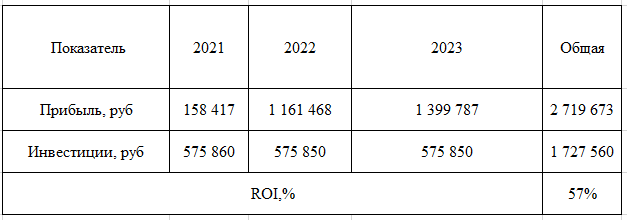 Показатель 2021 2022 2023 Общая
Прибыль, руб 158 417 1 161 468 1 399 787 2 719 673
Инвестиции, руб 575 860 575 850 575 850 1 727 560
ROI,% 57%